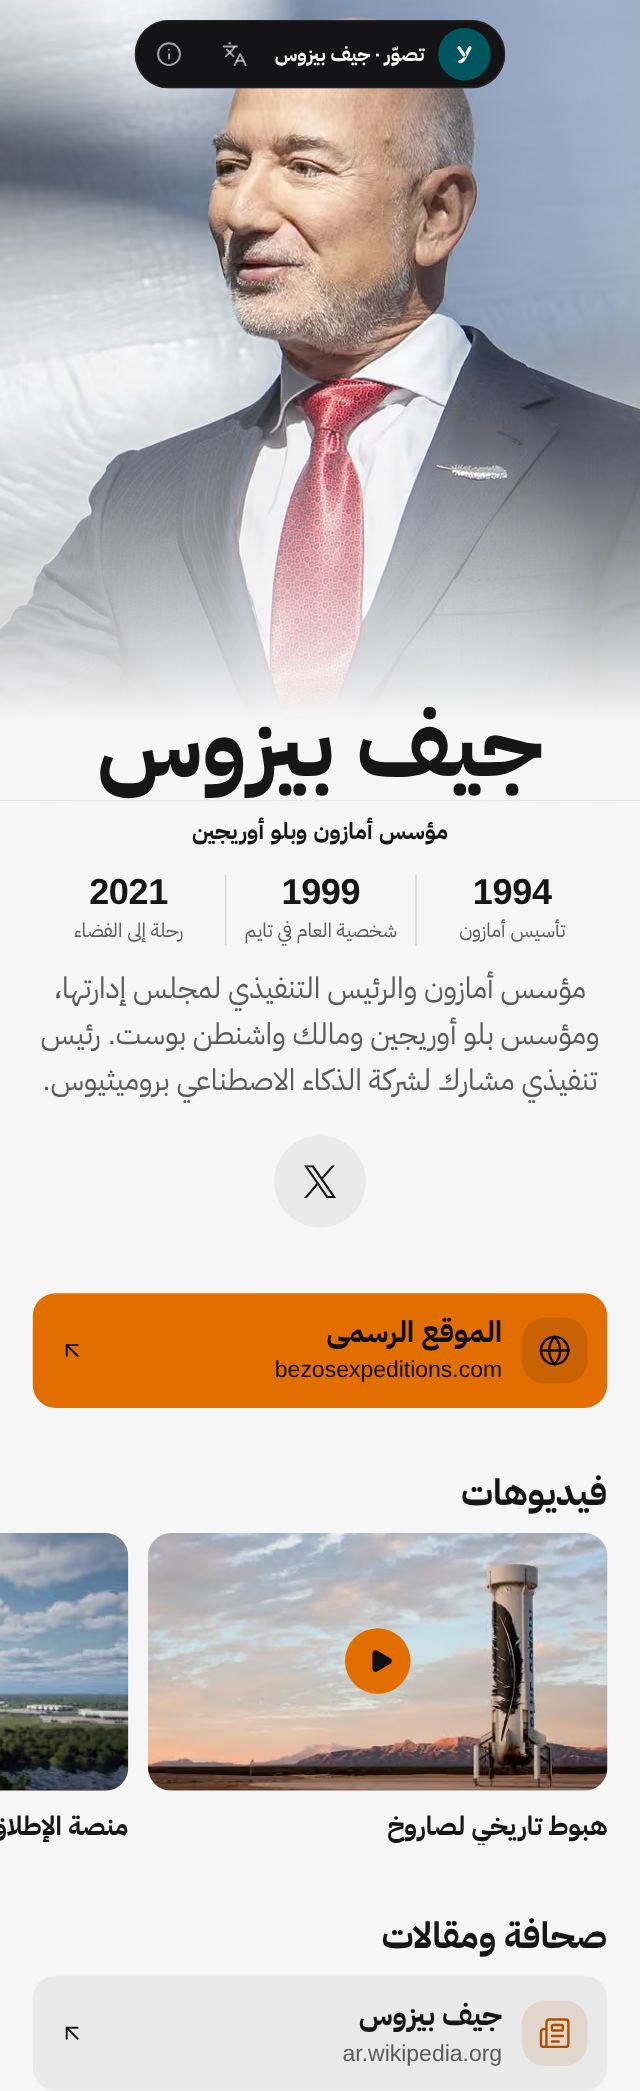 تصوّر · جيف بيزوس
جيف بيزوس
مؤسس أمازون وبلو أوريجين
1994
تأسيس أمازون
1999
شخصية العام في تايم
2021
رحلة إلى الفضاء
مؤسس أمازون والرئيس التنفيذي لمجلس إدارتها،
ومؤسس بلو أوريجين ومالك واشنطن بوست. رئيس
تنفيذي مشارك لشركة الذكاء الاصطناعي بروميثيوس.
الموقع الرسمي
bezosexpeditions.com
فيديوهات
هبوط تاريخي لصاروخ
منصة
صحافة ومقالات
جيف بيزوس
ar.wikipedia.org